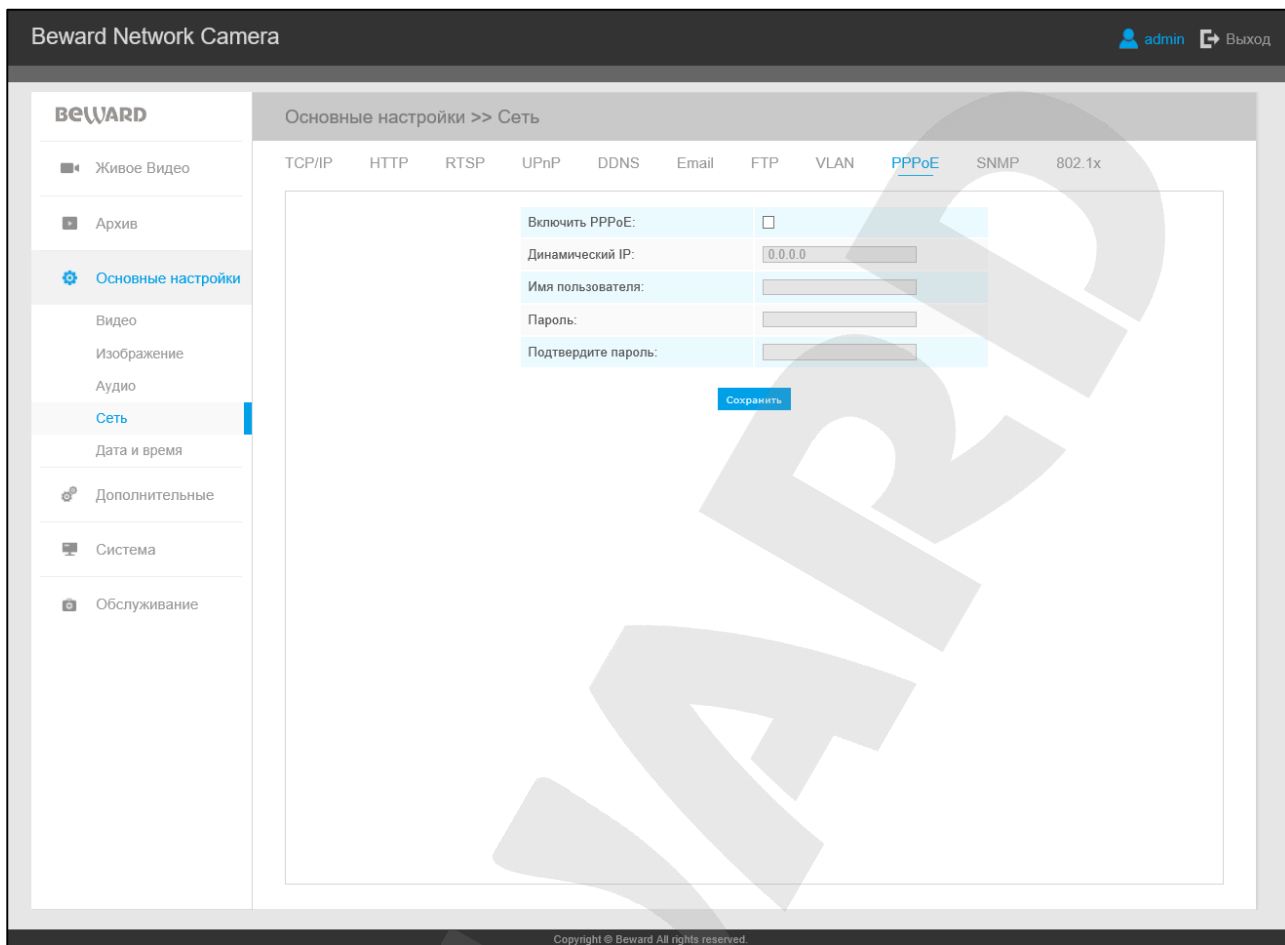 Beward Network Camera
admin Выход
BEWARD
Основные настройки >> Сеть
Живое Видео
Архив
Основные настройки
Видео
Изображение
Аудио
Сеть
Дата и время
Дополнительные
Система
Обслуживание
TCP/IP HTTP RTSP UPnP DDNS Email FTP VLAN PPPoE SNMP 802.1x
Включить PPPoE:
Динамический IP: 0.0.0.0
Имя пользователя:
Пароль:
Подтвердите пароль:
Сохранить
WARD
Copyright © Beward All rights reserved.